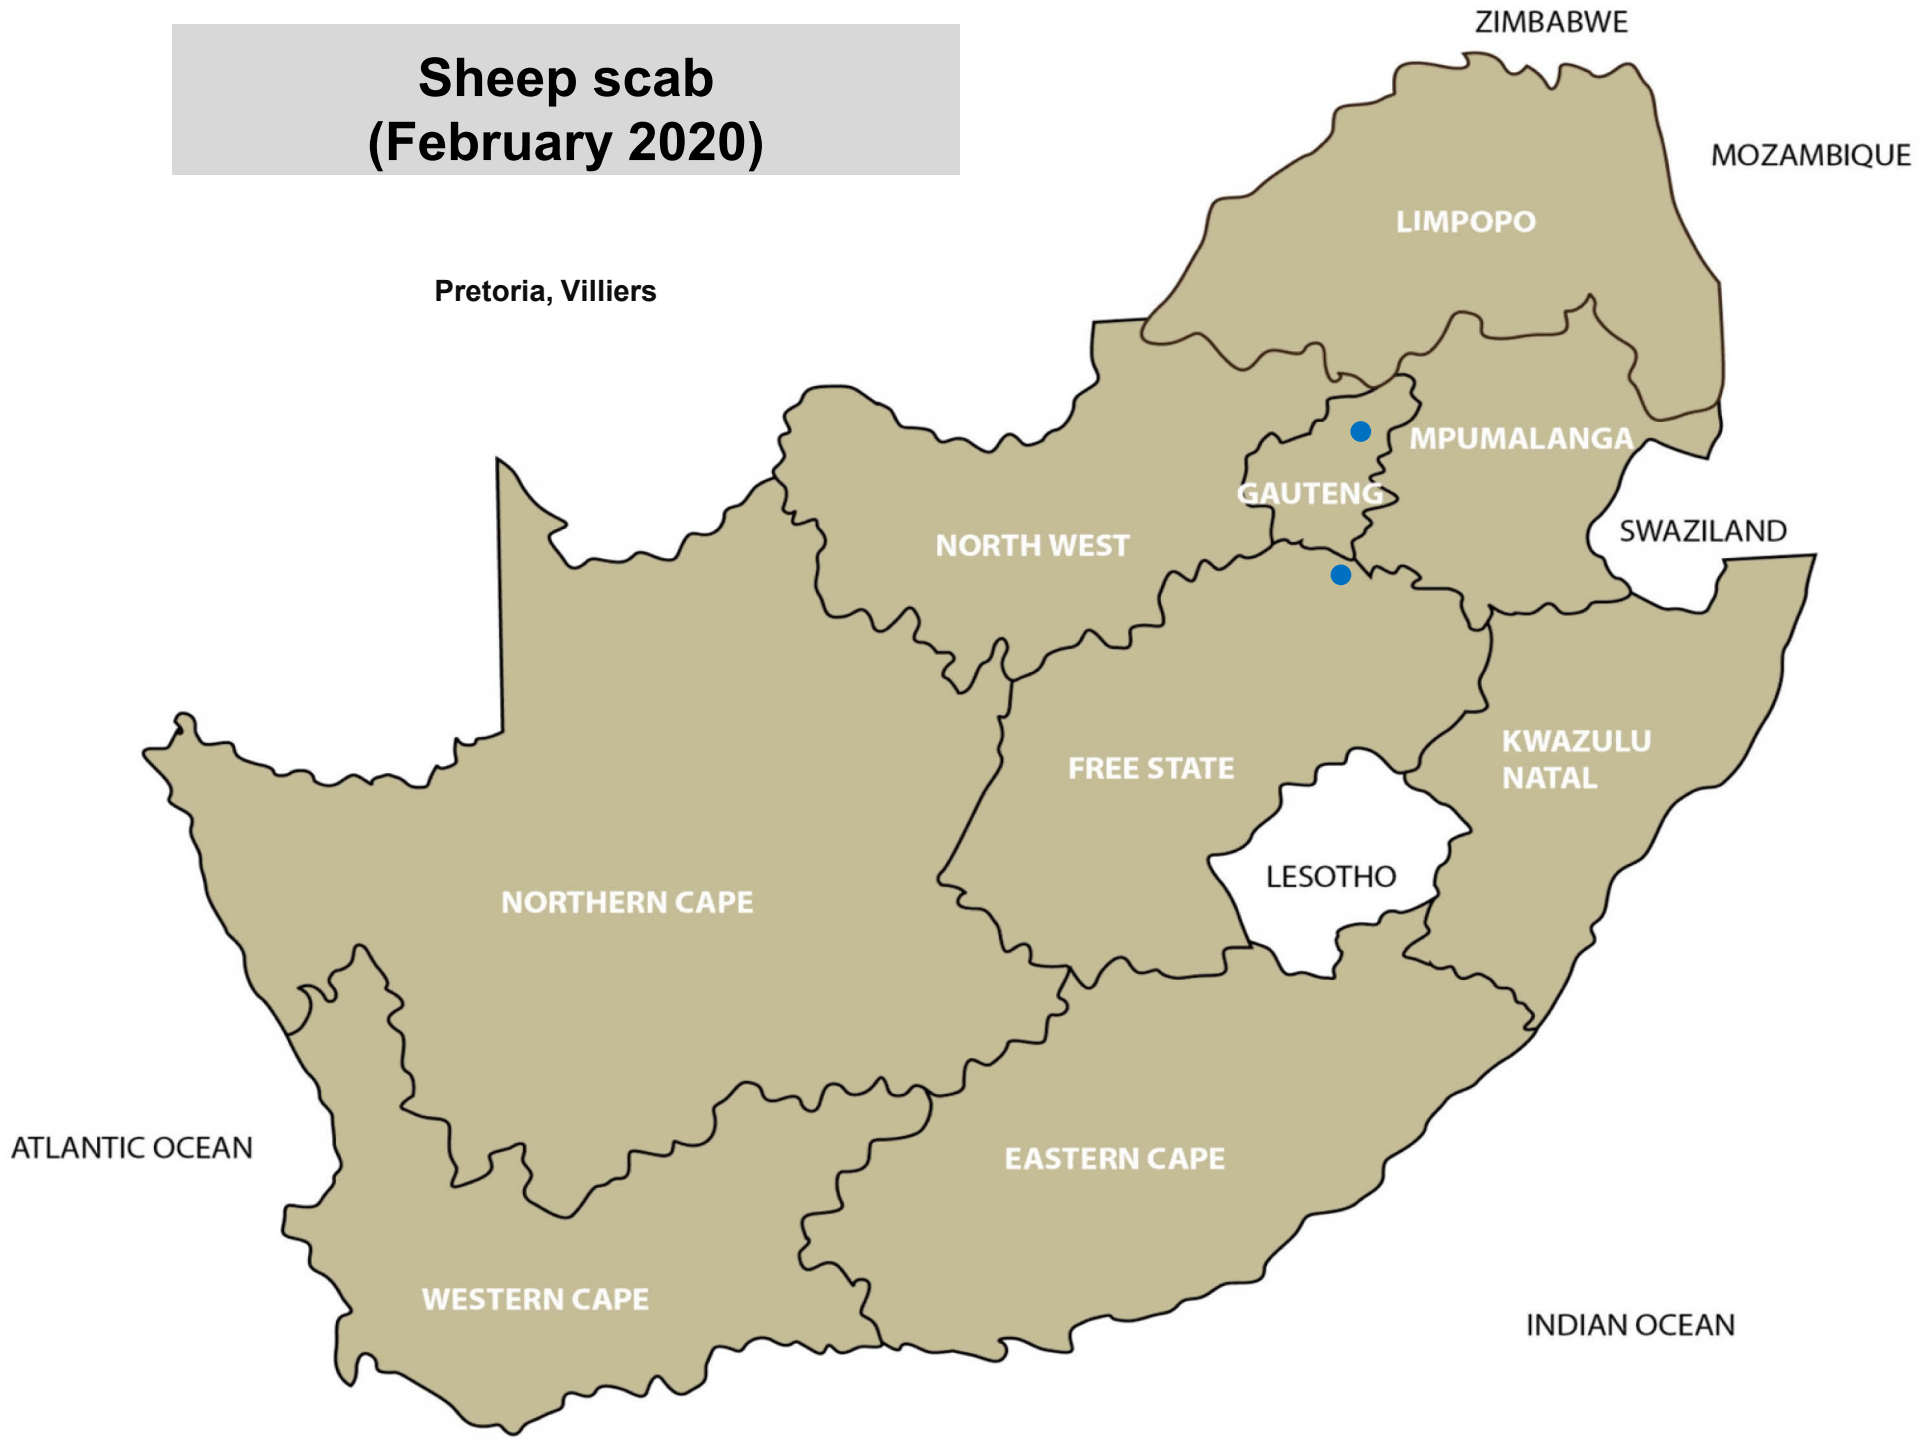 Sheep scab
(February 2020)
Pretoria, Villiers
ZIMBABWE
MOZAMBIQUE
LIMPOPO
MPUMALANGA
GAUTENG
SWAZILAND
NORTH WEST
KWAZULU
NATAL
FREE STATE
LESOTHO
NORTHERN CAPE
ATLANTIC OCEAN
EASTERN CAPE
WESTERN CAPE
INDIAN OCEAN